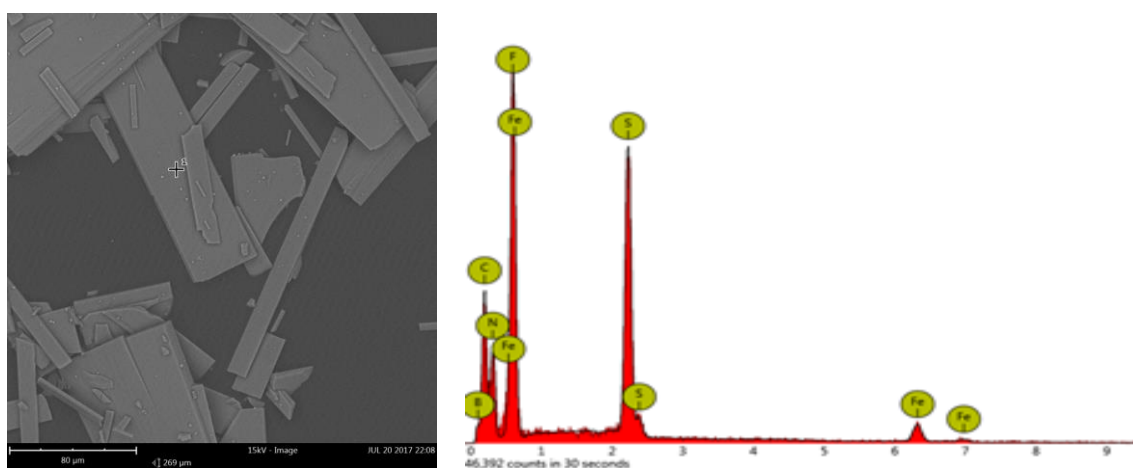 1
80 µm
269 µm
15kV - Image
JUL 20 2017 22:08
F
Fe
S
C
N
Fe
B
S
Fe
Fe
0 1 2 3 4 5 6 7 8 9
46.392 counts in 30 seconds